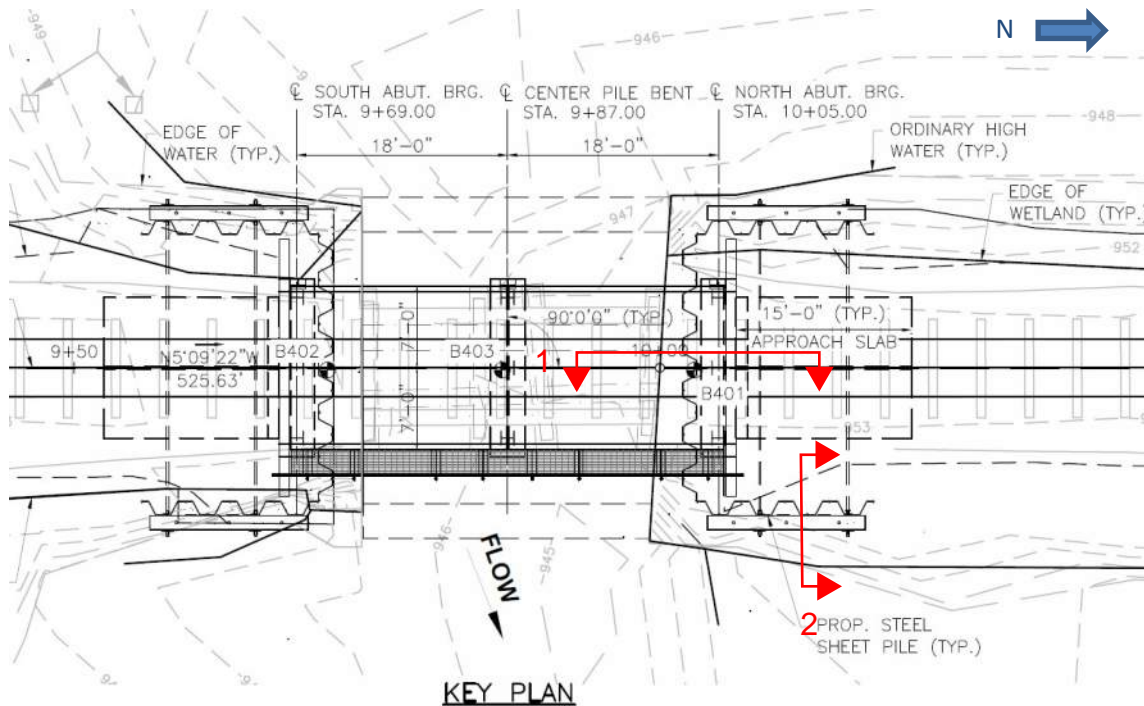 N
949
946
948
℄ SOUTH ABUT. BRG.
STA. 9+69.00
℄ CENTER PILE BENT
STA. 9+87.00
℄ NORTH ABUT. BRG.
STA. 10+05.00
EDGE OF
WATER (TYP.)
18'-0"
18'-0"
ORDINARY HIGH
WATER (TYP.)
EDGE OF
WETLAND (TYP.)
947
952
7'-0"
90°0'0" (TYP.)
15'-0" (TYP.)
APPROACH SLAB
9+50
N5°09'22"W
525.63'
B402
B403
1
10+00
B401
7'-0"
953
946
945
FLOW
2
PROP. STEEL
SHEET PILE (TYP.)
KEY PLAN